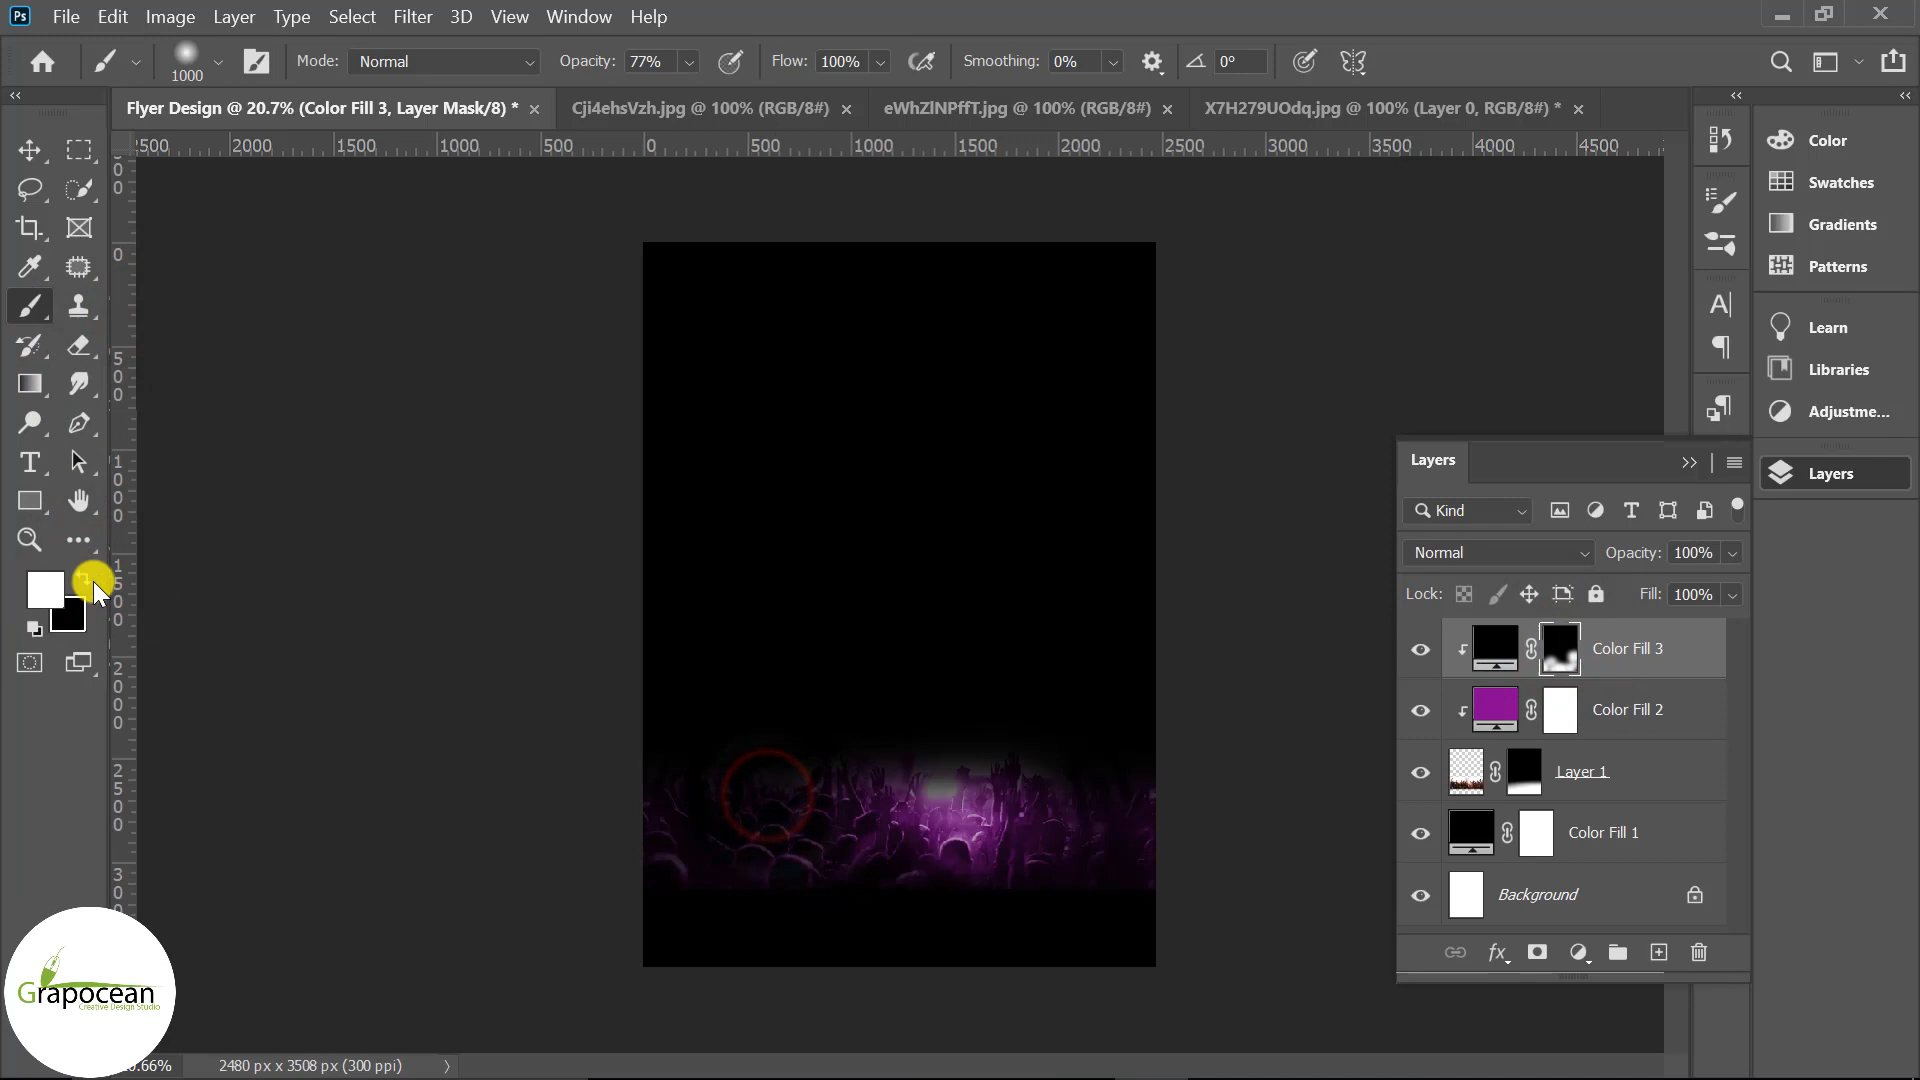 Ps File Edit Image Layer Type Select Filter 3D View Window Help
1000 Mode: Normal Opacity: 77% Flow: 100% Smoothing: 0% 0°
Flyer Design @ 20.7% (Color Fill 3, Layer Mask/8) * Cji4ehsVzh.jpg @ 100% (RGB/8#) eWhZlNPffT.jpg @ 100% (RGB/8#) X7H279UOdq.jpg @ 100% (Layer 0, RGB/8#) *
2500 2000 1500 1000 500 0 500 1000 1500 2000 2500 3000 3500 4000 4500
Color
Swatches
Gradients
Patterns
Learn
Libraries
Adjustme...
Layers
Layers
Kind
Normal Opacity: 100%
Lock: Fill: 100%
Color Fill 3
Color Fill 2
Layer 1
Color Fill 1
Background
fx
Grapocean
Creative Design Studio
.66% 2480 px x 3508 px (300 ppi)